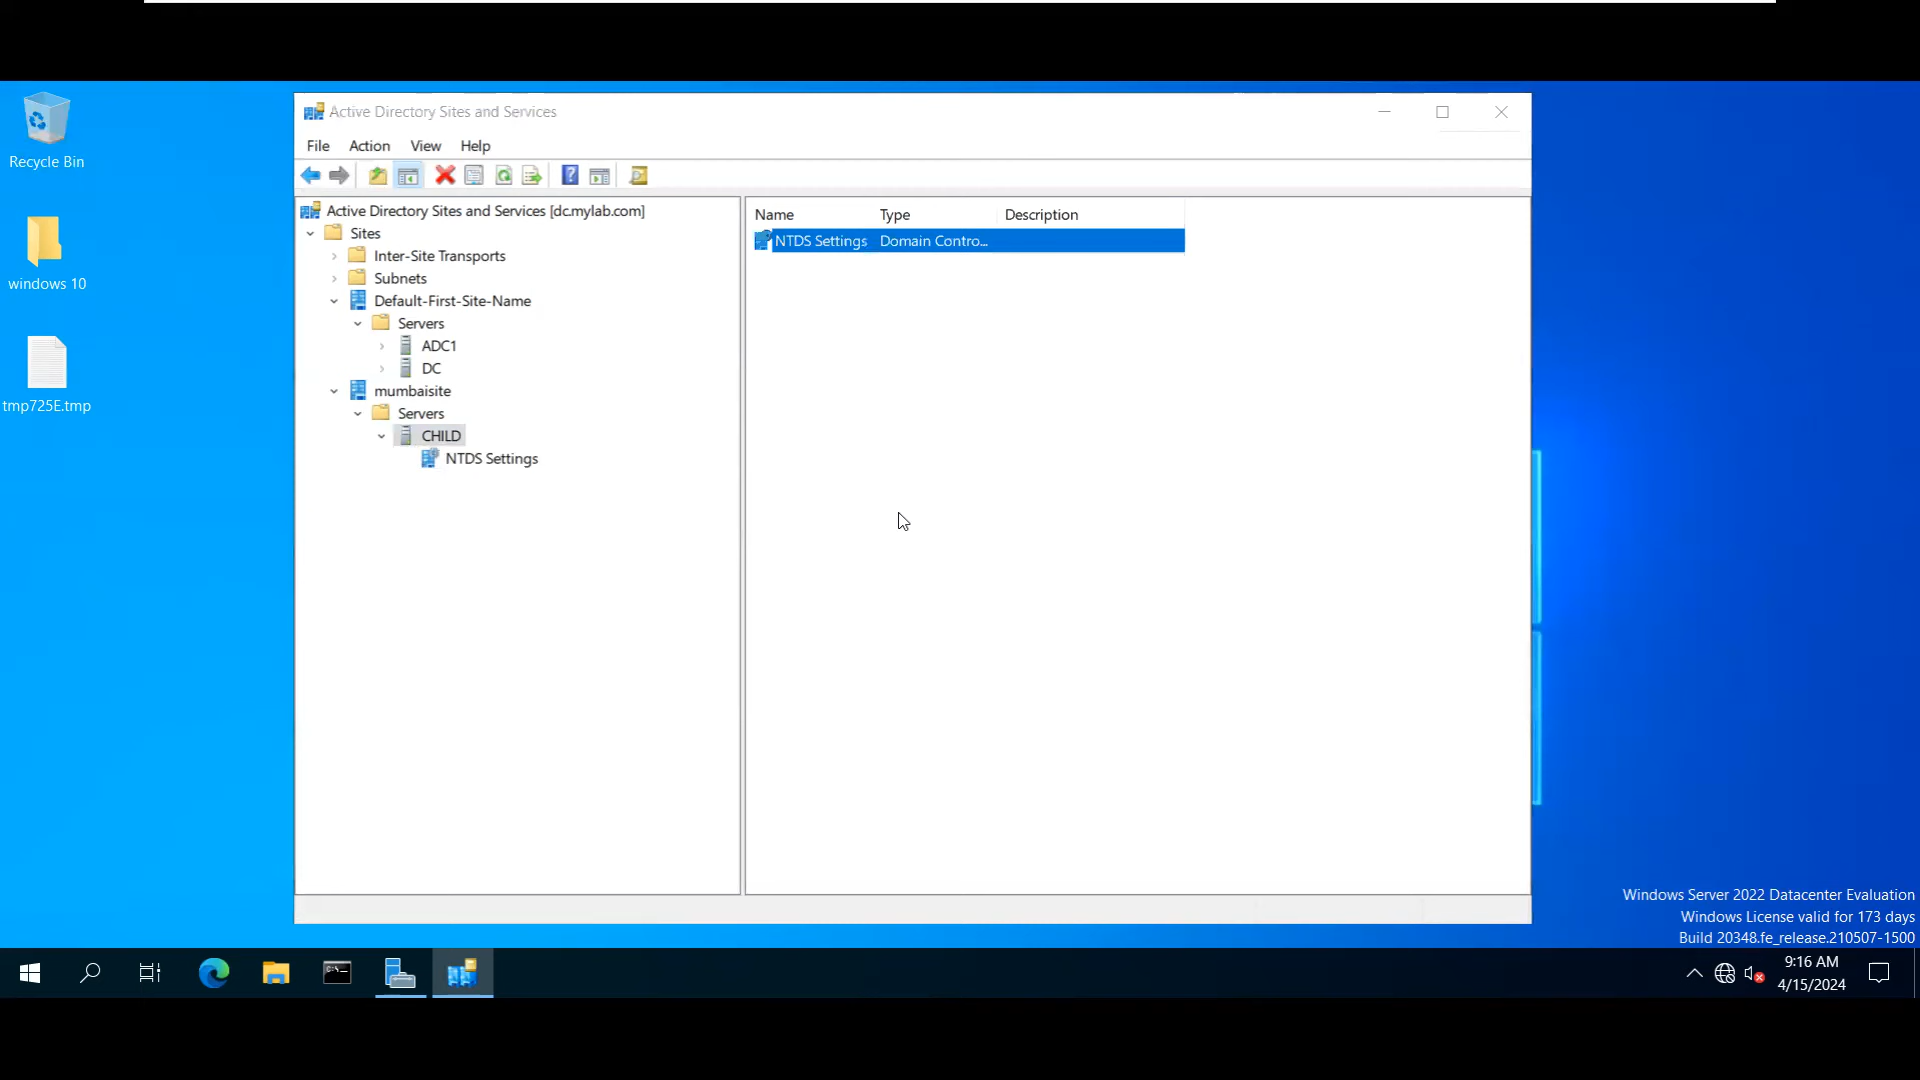 Recycle Bin
windows 10
tmp725E.tmp
Active Directory Sites and Services
File Action View Help
Active Directory Sites and Services [dc.mylab.com]
Sites
Inter-Site Transports
Subnets
Default-First-Site-Name
Servers
ADC1
DC
mumbaisite
Servers
CHILD
NTDS Settings
Name Type Description
NTDS Settings Domain Contro...
Windows Server 2022 Datacenter Evaluation
Windows License valid for 173 days
Build 20348.fe_release.210507-1500
9:16 AM
4/15/2024